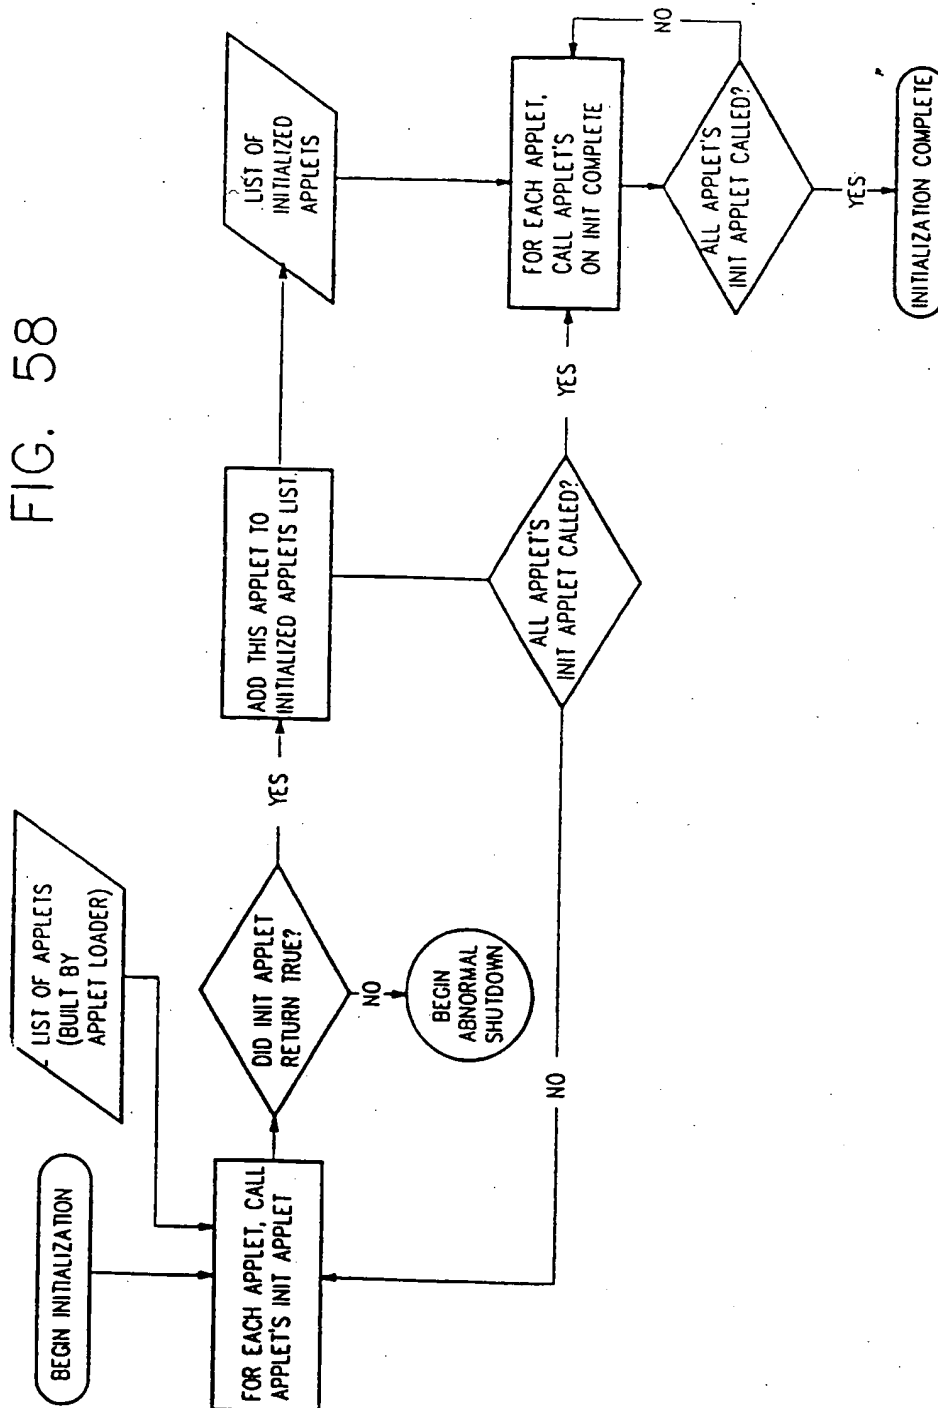 FIG. 58
BEGIN INITIALIZATION
LIST OF APPLETS
(BUILT BY
APPLET LOADER)
FOR EACH APPLET, CALL
APPLET'S INIT APPLET
DID INIT APPLET
RETURN TRUE?
YES
NO
BEGIN
ABNORMAL
SHUTDOWN
ADD THIS APPLET TO
INITIALIZED APPLETS LIST.
LIST OF
INITIALIZED
APPLETS
ALL APPLET'S
INIT APPLET CALLED?
NO
YES
FOR EACH APPLET,
CALL APPLET'S
ON INIT COMPLETE
ALL APPLET'S
INIT APPLET CALLED?
NO
YES
INITIALIZATION COMPLETE